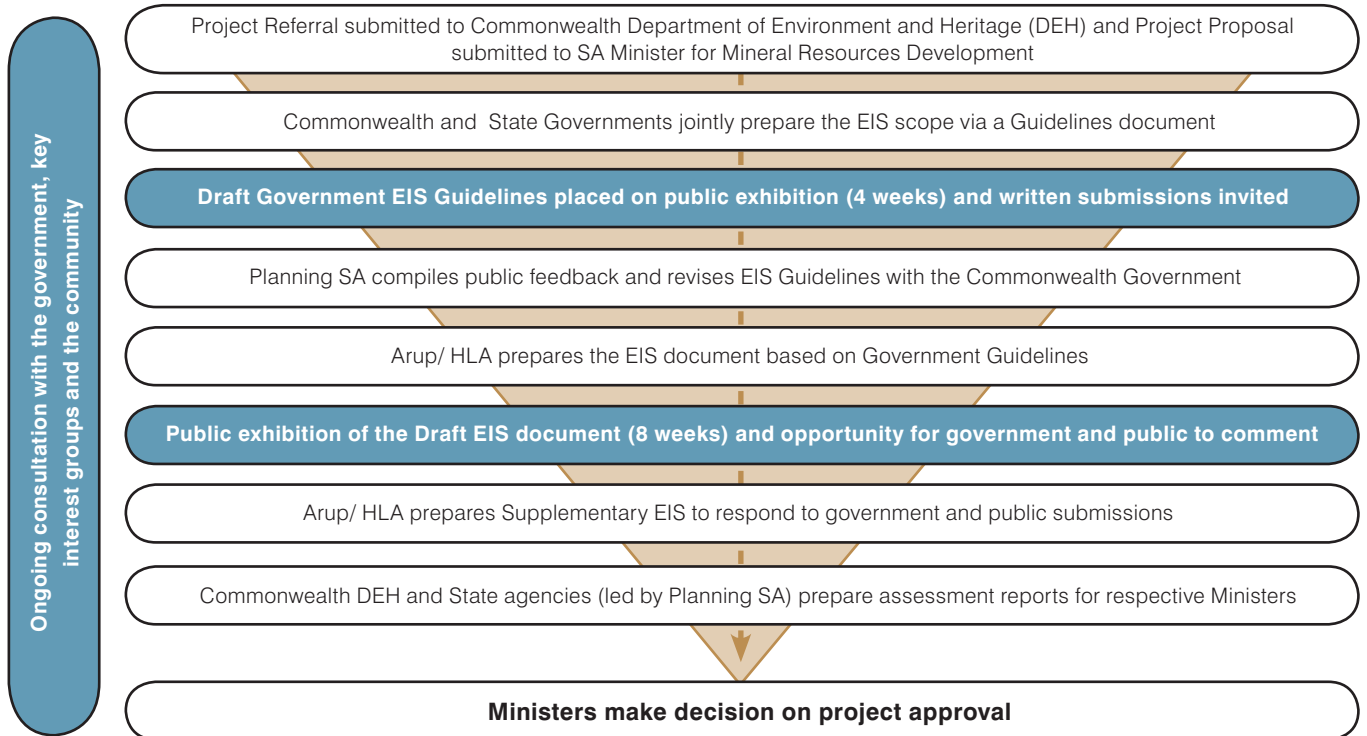 Ongoing consultation with the government, key
interest groups and the community
Project Referral submitted to Commonwealth Department of Environment and Heritage (DEH) and Project Proposal
submitted to SA Minister for Mineral Resources Development
Commonwealth and State Governments jointly prepare the EIS scope via a Guidelines document
Draft Government EIS Guidelines placed on public exhibition (4 weeks) and written submissions invited
Planning SA compiles public feedback and revises EIS Guidelines with the Commonwealth Government
Arup/ HLA prepares the EIS document based on Government Guidelines
Public exhibition of the Draft EIS document (8 weeks) and opportunity for government and public to comment
Arup/ HLA prepares Supplementary EIS to respond to government and public submissions
Commonwealth DEH and State agencies (led by Planning SA) prepare assessment reports for respective Ministers
Ministers make decision on project approval